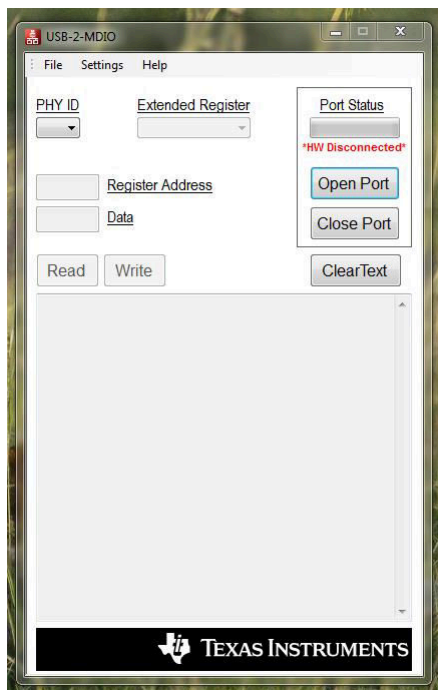 USB-2-MDIO
File Settings Help
PHY ID Extended Register Port Status
*HW Disconnected*
Register Address Open Port
Data Close Port
Read Write ClearText
TEXAS INSTRUMENTS